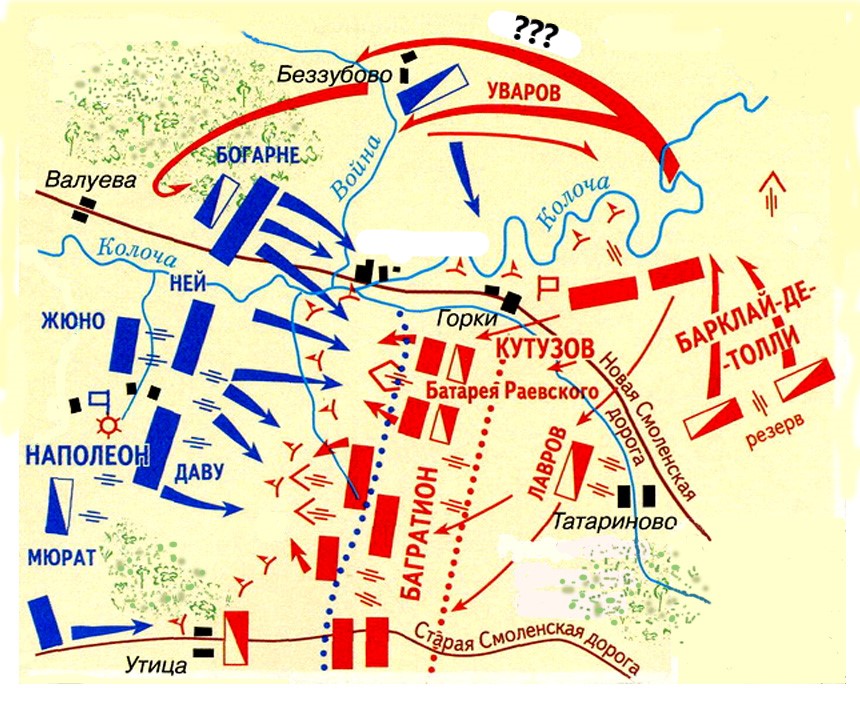 ???
Беззубово
УВАРОВ
БОГАРНЕ
Война
Валуева
Колоча
Колоча
НЕЙ
ЖЮНО
Горки
КУТУЗОВ
БАРКЛАЙ-ДЕ-
-ТОЛЛИ
Батарея Раевского
Новая Смоленская
дорога
резерв
НАПОЛЕОН
ДАВУ
ЛАВРОВ
БАГРАТИОН
Татариново
МЮРАТ
Старая Смоленская дорога
Утица